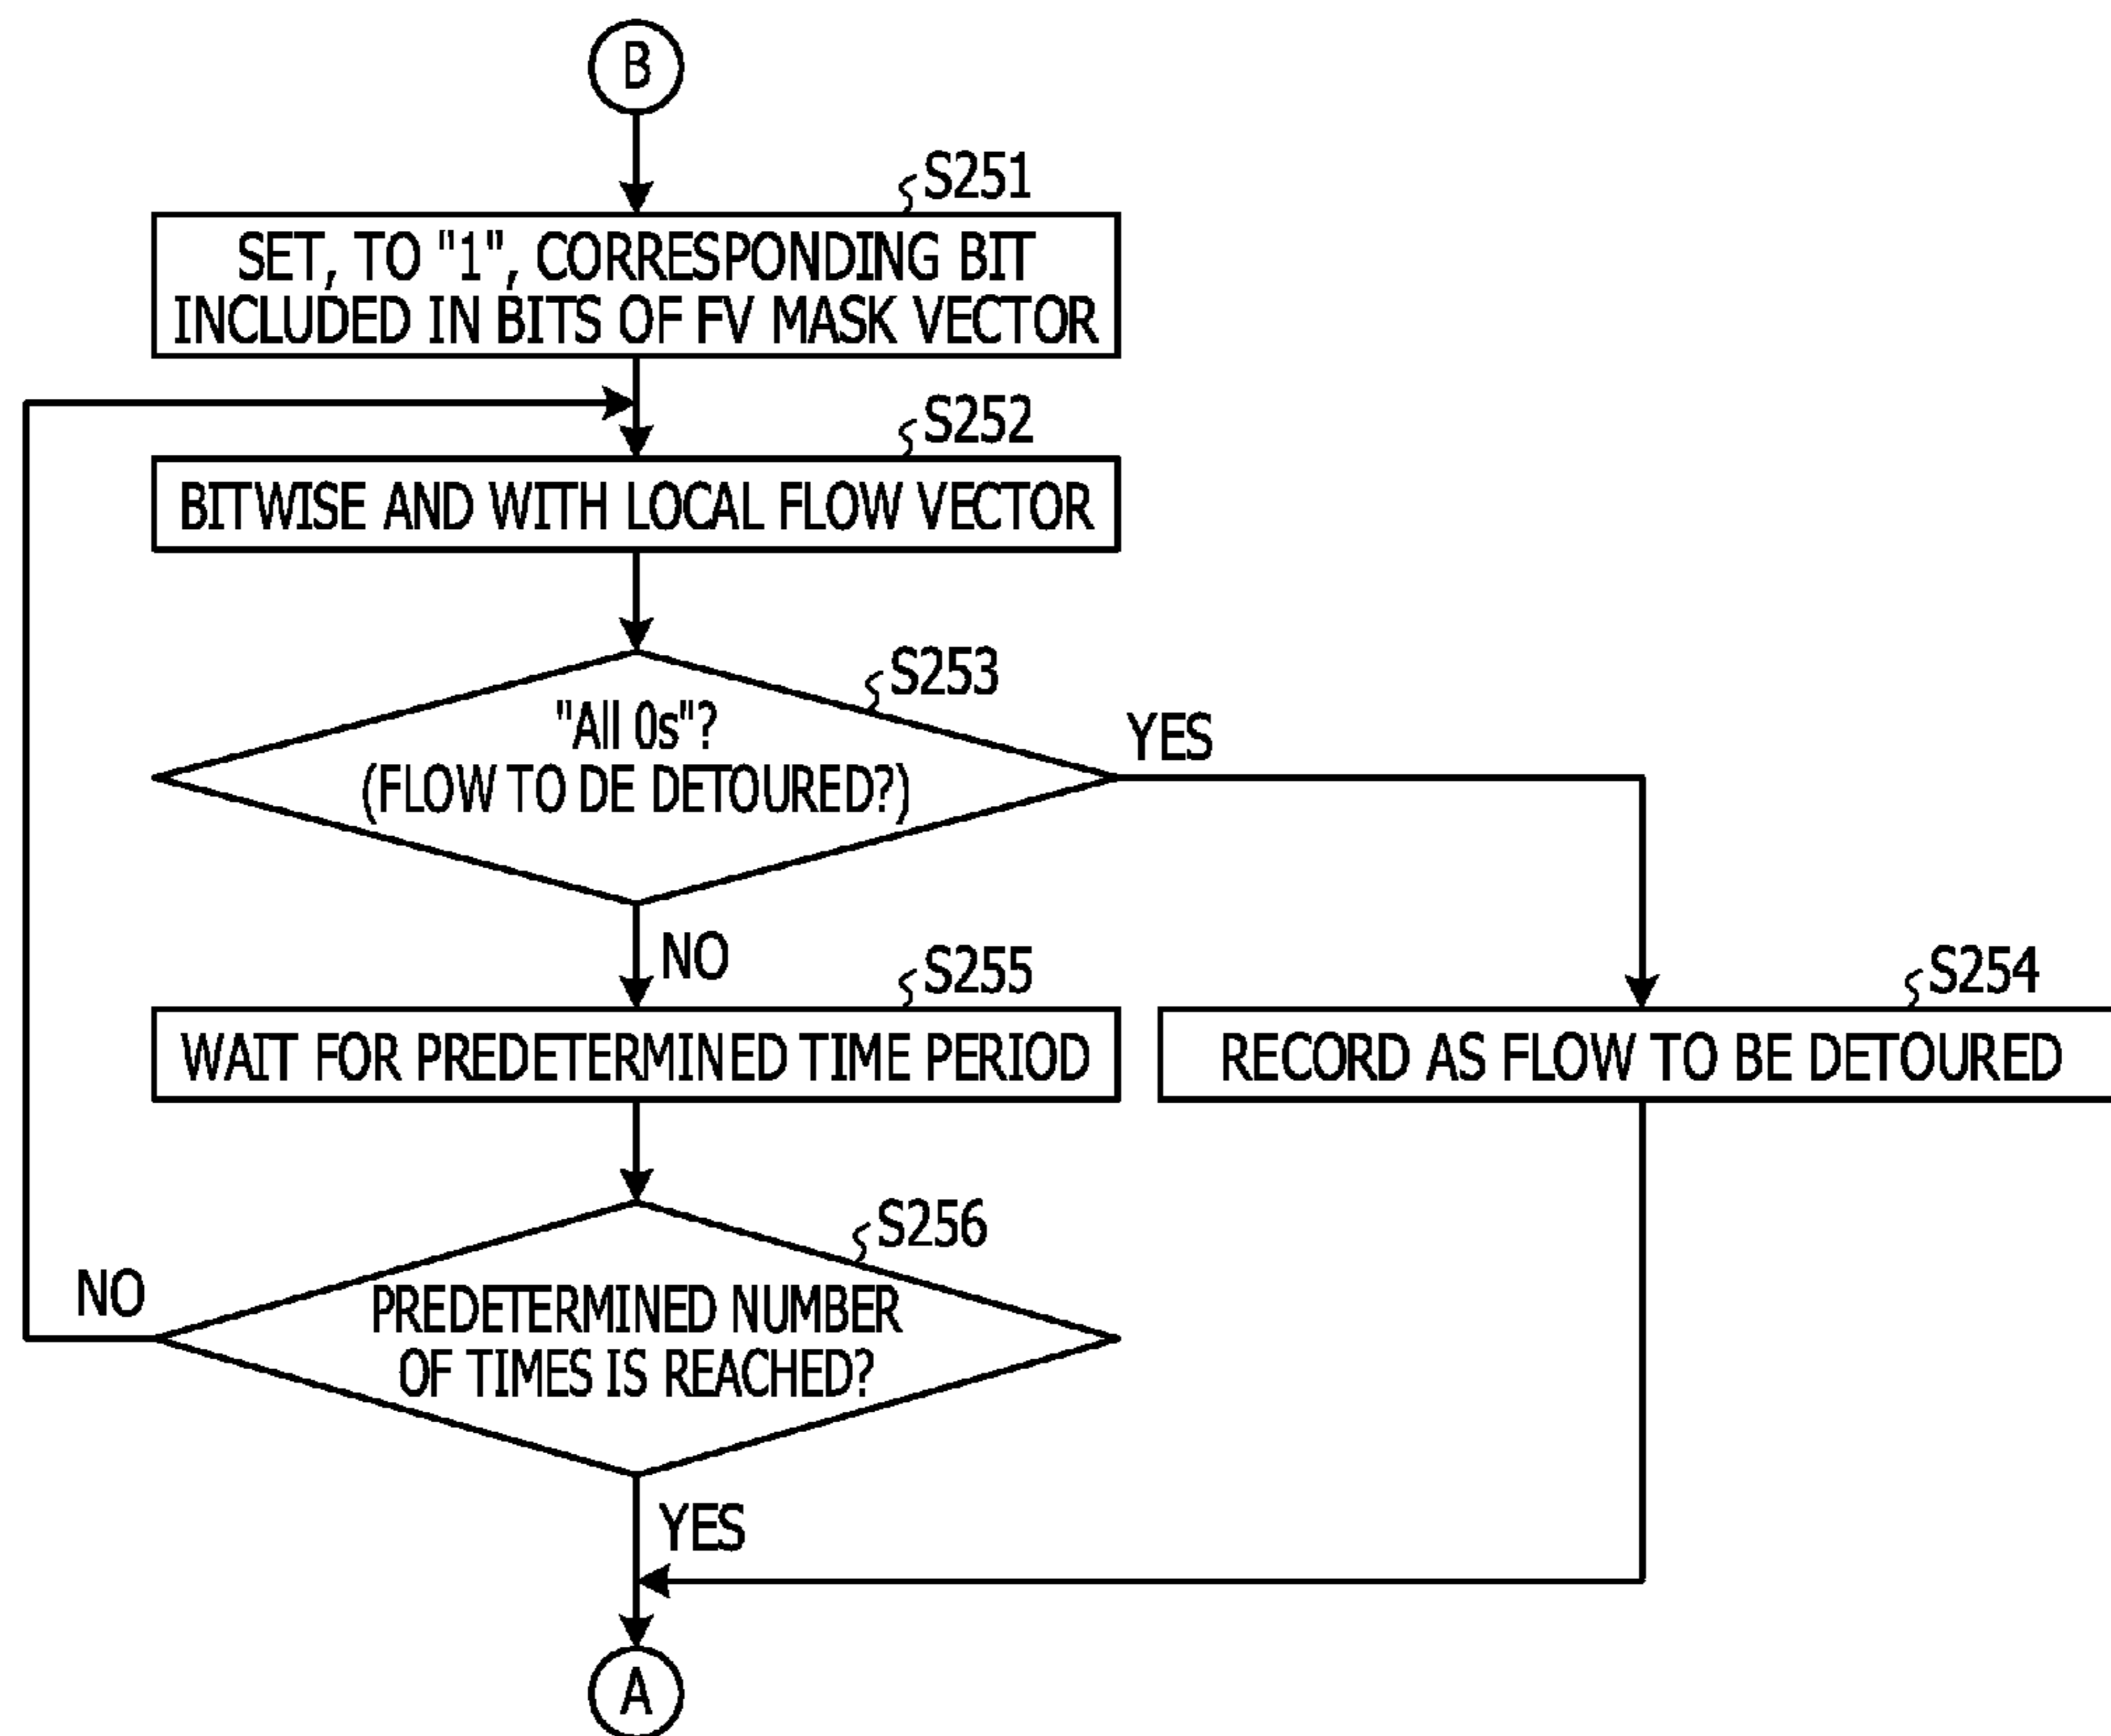 B
S251
SET, TO "1", CORRESPONDING BIT
INCLUDED IN BITS OF FV MASK VECTOR
S252
BITWISE AND WITH LOCAL FLOW VECTOR
S253
"All 0s"?
(FLOW TO DE DETOURED?)
YES
NO
S255
WAIT FOR PREDETERMINED TIME PERIOD
S254
RECORD AS FLOW TO BE DETOURED
S256
PREDETERMINED NUMBER
OF TIMES IS REACHED?
NO
YES
A